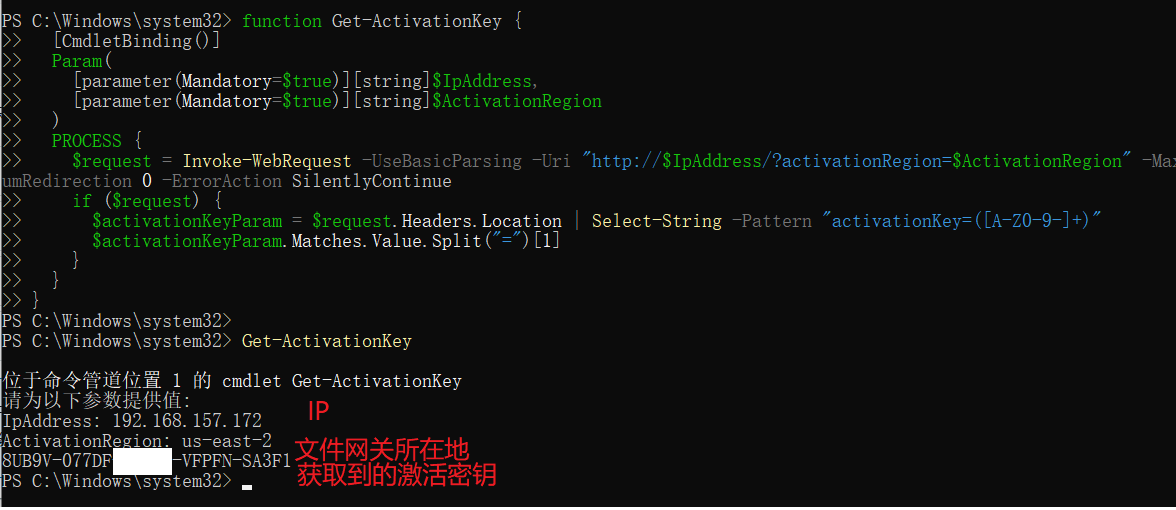 PS C:\Windows\system32> function Get-ActivationKey {
>>   [CmdletBinding()]
>>   Param(
>>     [parameter(Mandatory=$true)][string]$IpAddress,
>>     [parameter(Mandatory=$true)][string]$ActivationRegion
>>   )
>>   PROCESS {
>>     $request = Invoke-WebRequest -UseBasicParsing -Uri "http://$IpAddress/?activationRegion=$ActivationRegion" -Max
umRedirection 0 -ErrorAction SilentlyContinue
>>     if ($request) {
>>       $activationKeyParam = $request.Headers.Location | Select-String -Pattern "activationKey=([A-Z0-9-]+)"
>>       $activationKeyParam.Matches.Value.Split("=")[1]
>>     }
>>   }
>> }
PS C:\Windows\system32>
PS C:\Windows\system32> Get-ActivationKey
位于命令管道位置 1 的 cmdlet Get-ActivationKey
请为以下参数提供值:
IP
IpAddress: 192.168.157.172
ActivationRegion: us-east-2
文件网关所在地
8UB9V-077DF -VFPFN-SA3F1
获取到的激活密钥
PS C:\Windows\system32>